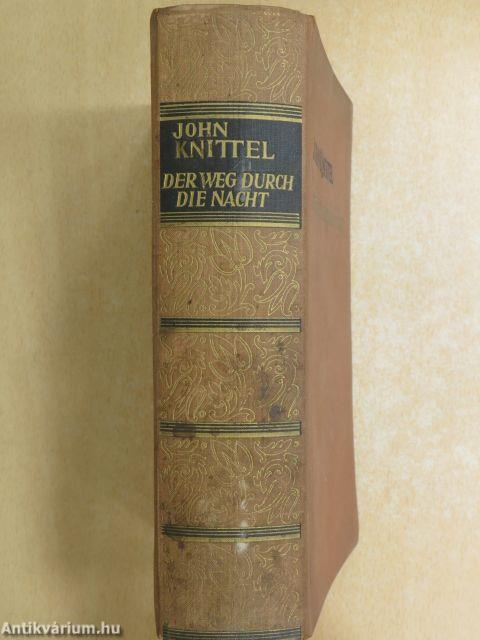 JOHN
KNITTEL
DER WEG DURCH
DIE NACHT
Antikvárium.hu